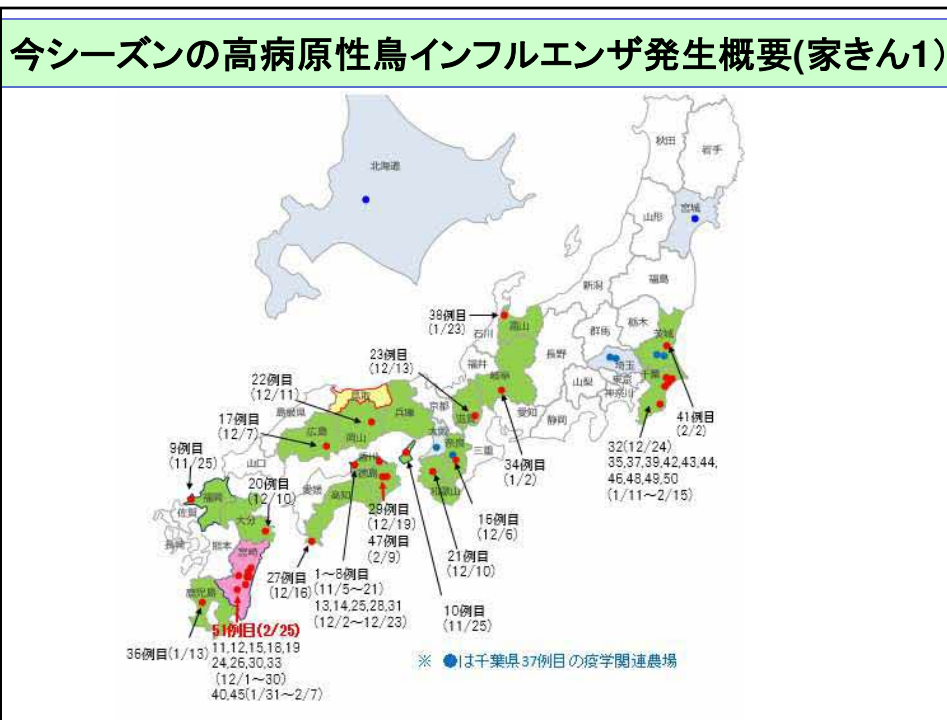 今シーズンの高病原性鳥インフルエンザ発生概要(家きん1)
北海道
秋田
岩手
山形
宮城
新潟
福島
38例目
(1/23)
石川
富山
群馬
栃木
茨城
23例目
(12/13)
福井
長野
埼玉
千葉
22例目
(12/11)
岐阜
山梨
東京
神奈川
鳥取
京都
滋賀
愛知
静岡
41例目
(2/2)
17例目
(12/7)
島根県
兵庫
広島
岡山
大阪
奈良
三重
32(12/24)
35,37,39,42,43,44,
46,48,49,50
(1/11～2/15)
34例目
(1/2)
9例目
(11/25)
山口
香川
徳島
和歌山
20例目
(12/10)
福岡
愛媛
高知
佐賀
大分
29例目
(12/19)
47例目
(2/9)
16例目
(12/6)
長崎
熊本
宮崎
21例目
(12/10)
27例目
(12/16)
1～8例目
(11/5～21)
13,14,25,28,31
(12/2～12/23)
10例目
(11/25)
鹿児島
51例目(2/25)
36例目(1/13)
11,12,15,18,19
24,26,30,33
(12/1～30)
40,45(1/31～2/7)
※ ●は千葉県37例目の疫学関連農場